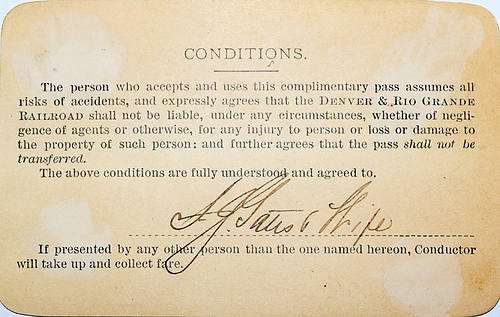 CONDITIONS.
The person who accepts and uses this complimentary pass assumes all
risks of accidents, and expressly agrees that the DENVER & RIO GRANDE
RAILROAD shall not be liable, under any circumstances, whether of negli-
gence of agents or otherwise, for any injury to person or loss or damage to
the property of such person: and further agrees that the pass shall not be
transferred.
The above conditions are fully understood and agreed to.
Gates & Wife
If presented by any other person than the one named hereon, Conductor
will take up and collect fare.